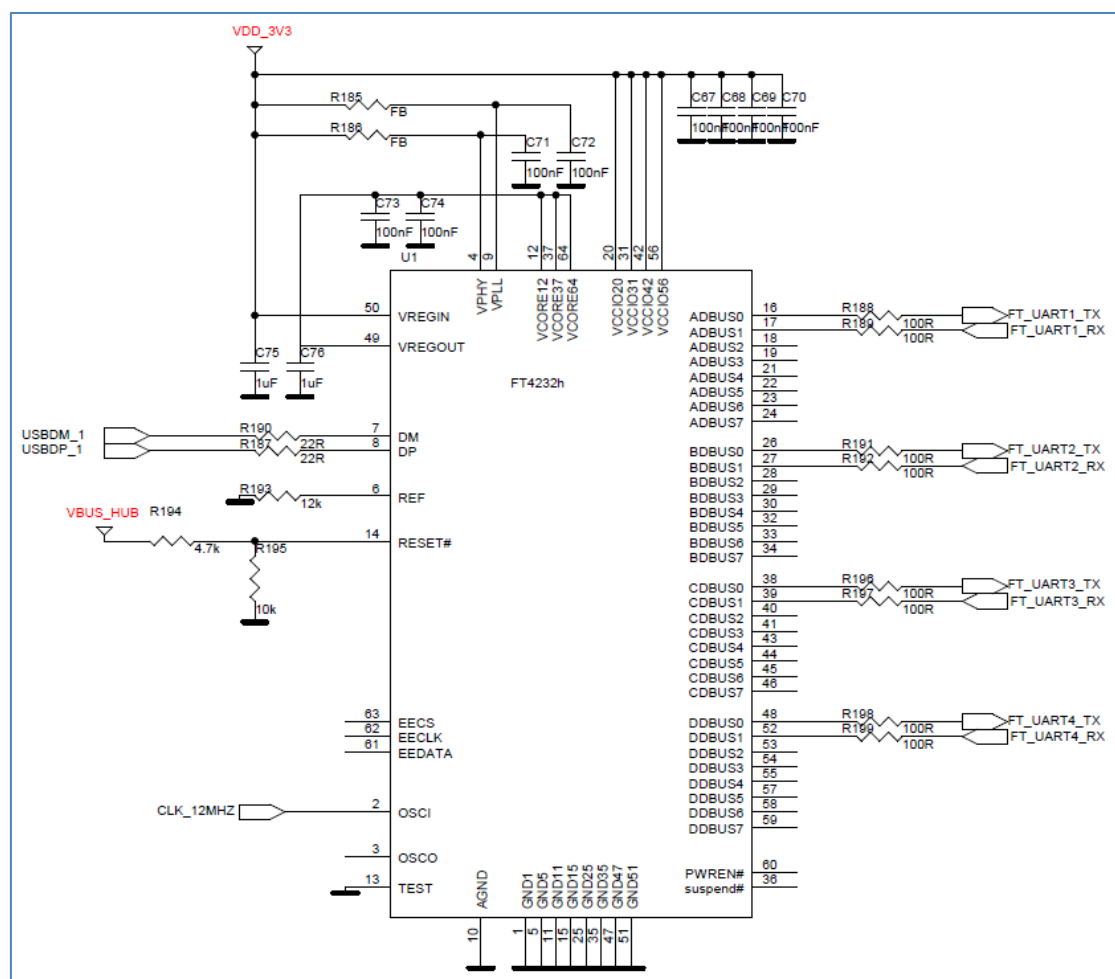 VDD_3V3
R185
FB
R186
FB
C67
C68
C69
C70
100nF
100nF
100nF
100nF
C71
C72
100nF
100nF
C73
C74
100nF
100nF
U1
4
9
12
37
64
20
31
42
56
VPHY
VPLL
VCORE12
VCORE37
VCORE64
VCCIO20
VCCIO31
VCCIO42
VCCIO56
50
VREGIN
49
VREGOUT
C75
C76
1uF
1uF
FT4232h
USBDM_1
R190
22R
7
DM
USBDP_1
R187
22R
8
DP
R193
12k
6
REF
VBUS_HUB
R194
4.7k
14
RESET#
R195
10k
63
EECS
62
EECLK
61
EEDATA
CLK_12MHZ
2
OSCI
3
OSCO
13
TEST
ADBUS0
16
R188
100R
FT_UART1_TX
ADBUS1
17
R189
100R
FT_UART1_RX
ADBUS2
18
ADBUS3
19
ADBUS4
21
ADBUS5
22
ADBUS6
23
ADBUS7
24
BDBUS0
26
R191
100R
FT_UART2_TX
BDBUS1
27
R192
100R
FT_UART2_RX
BDBUS2
28
BDBUS3
29
BDBUS4
30
BDBUS5
32
BDBUS6
33
BDBUS7
34
CDBUS0
38
R196
100R
FT_UART3_TX
CDBUS1
39
R197
100R
FT_UART3_RX
CDBUS2
40
CDBUS3
41
CDBUS4
43
CDBUS5
44
CDBUS6
45
CDBUS7
46
DDBUS0
48
R198
100R
FT_UART4_TX
DDBUS1
52
R199
100R
FT_UART4_RX
DDBUS2
53
DDBUS3
54
DDBUS4
55
DDBUS5
57
DDBUS6
58
DDBUS7
59
PWREN#
60
suspend#
36
AGND
GND1
GND5
GND11
GND15
GND25
GND35
GND47
GND51
10
1
5
11
15
25
35
47
51